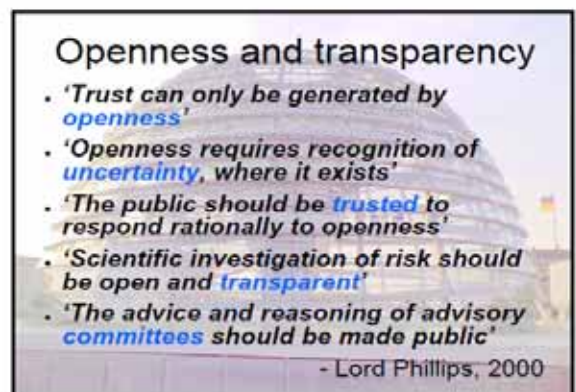 Openness and transparency
• ‘Trust can only be generated by
openness’
• ‘Openness requires recognition of
uncertainty, where it exists’
• ‘The public should be trusted to
respond rationally to openness’
• ‘Scientific investigation of risk should
be open and transparent’
• ‘The advice and reasoning of advisory
committees should be made public’
- Lord Phillips, 2000